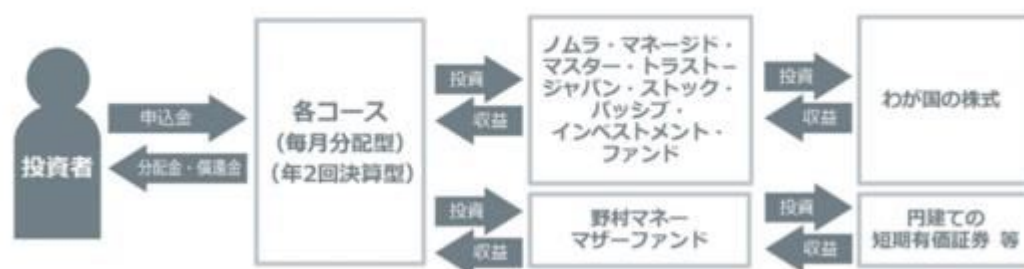 投資者
申込金
分配金・償還金
各コース
(毎月分配型)
(年2回決算型)
投資
収益
ノムラ・マネージド・
マスター・トラスト－
ジャパン・ストック・
パッシブ・
インベストメント・
ファンド
投資
収益
わが国の株式
投資
収益
野村マネー
マザーファンド
投資
収益
円建ての
短期有価証券 等